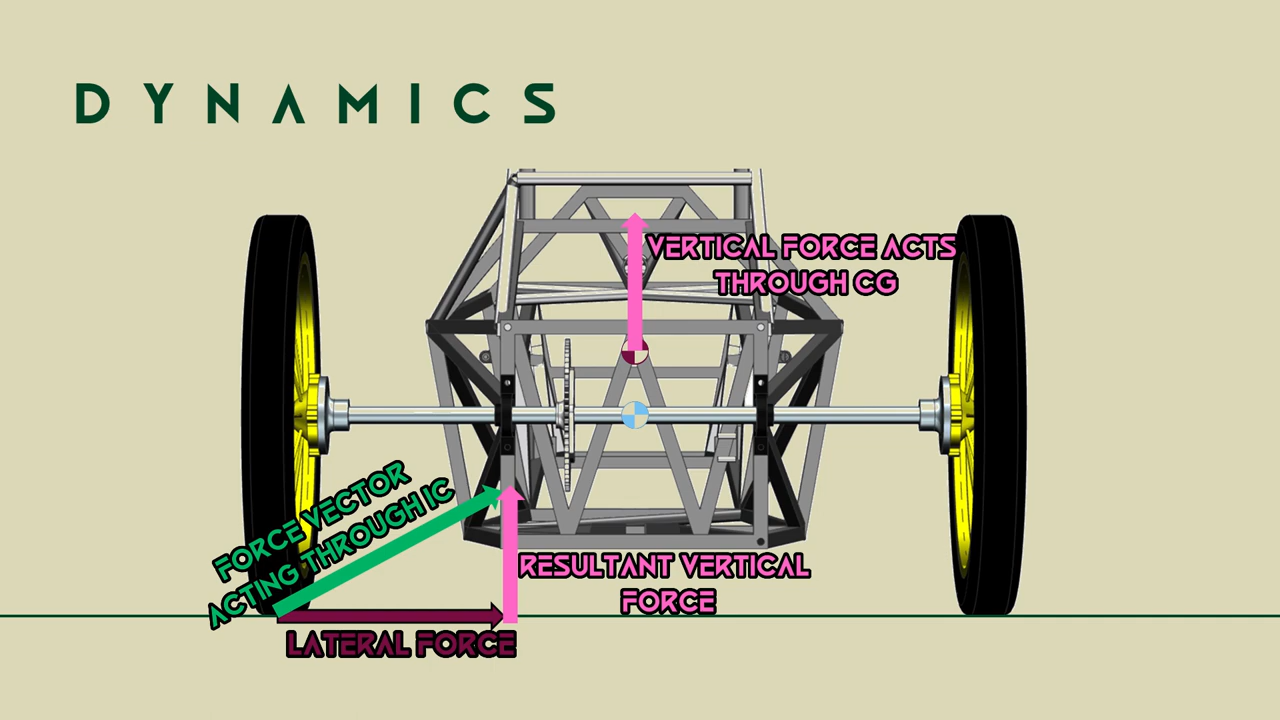 DYNAMICS
VERTICAL FORCE ACTS
THROUGH CG
FORCE VECTOR
ACTING THROUGH IC
RESULTANT VERTICAL
FORCE
LATERAL FORCE